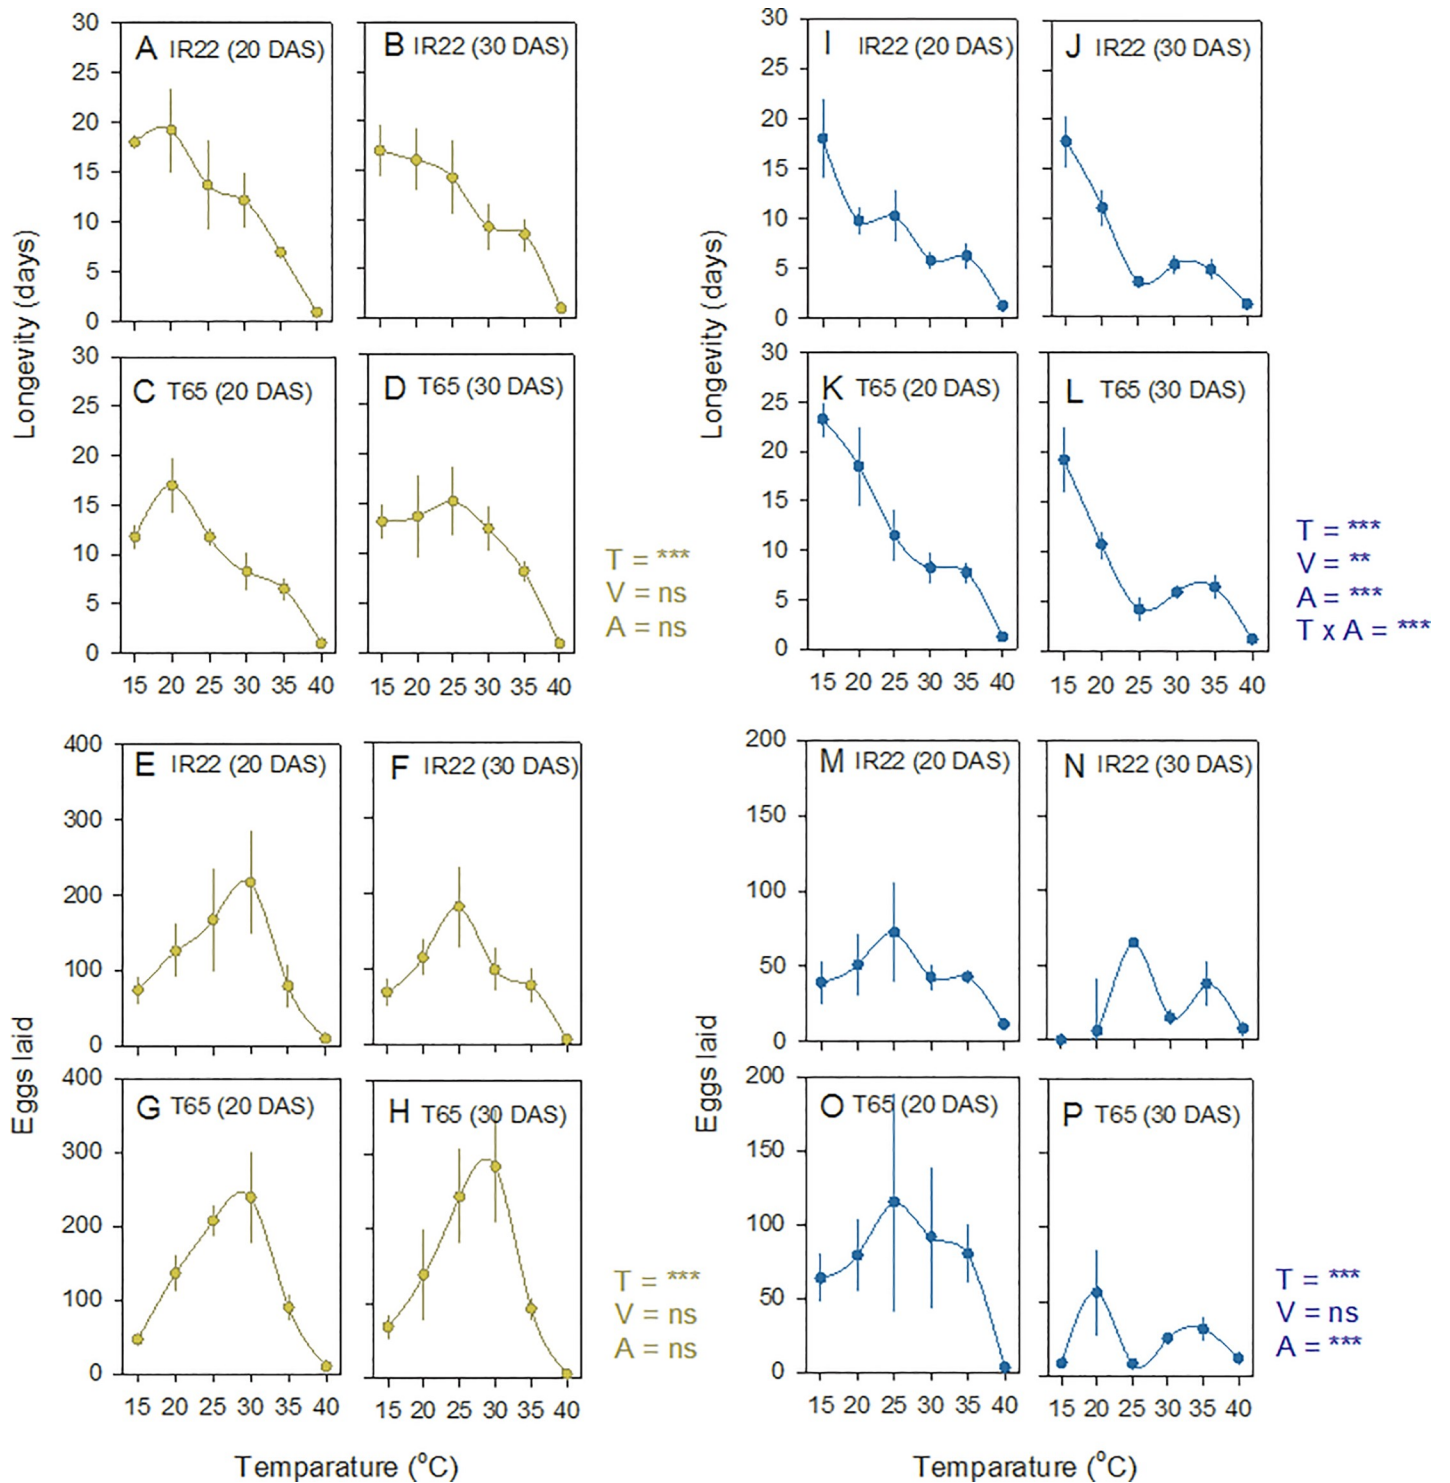 A IR22 (20 DAS)
B IR22 (30 DAS)
30
25
20
15
10
5
0
Longevity (days)
C T65 (20 DAS)
D T65 (30 DAS)
30
25
20
15
10
5
0
15 20 25 30 35 40
15 20 25 30 35 40
T = ***
V = ns
A = ns
E IR22 (20 DAS)
F IR22 (30 DAS)
400
300
200
100
0
Eggs laid
G T65 (20 DAS)
H T65 (30 DAS)
400
300
200
100
0
15 20 25 30 35 40
15 20 25 30 35 40
T = ***
V = ns
A = ns
Temparature (°C)
I IR22 (20 DAS)
J IR22 (30 DAS)
30
25
20
15
10
5
0
Longevity (days)
K T65 (20 DAS)
L T65 (30 DAS)
30
25
20
15
10
5
0
15 20 25 30 35 40
15 20 25 30 35 40
T = ***
V = **
A = ***
T x A = ***
M IR22 (20 DAS)
N IR22 (30 DAS)
200
150
100
50
0
Eggs laid
O T65 (20 DAS)
P T65 (30 DAS)
200
150
100
50
0
15 20 25 30 35 40
15 20 25 30 35 40
T = ***
V = ns
A = ***
Temparature (°C)